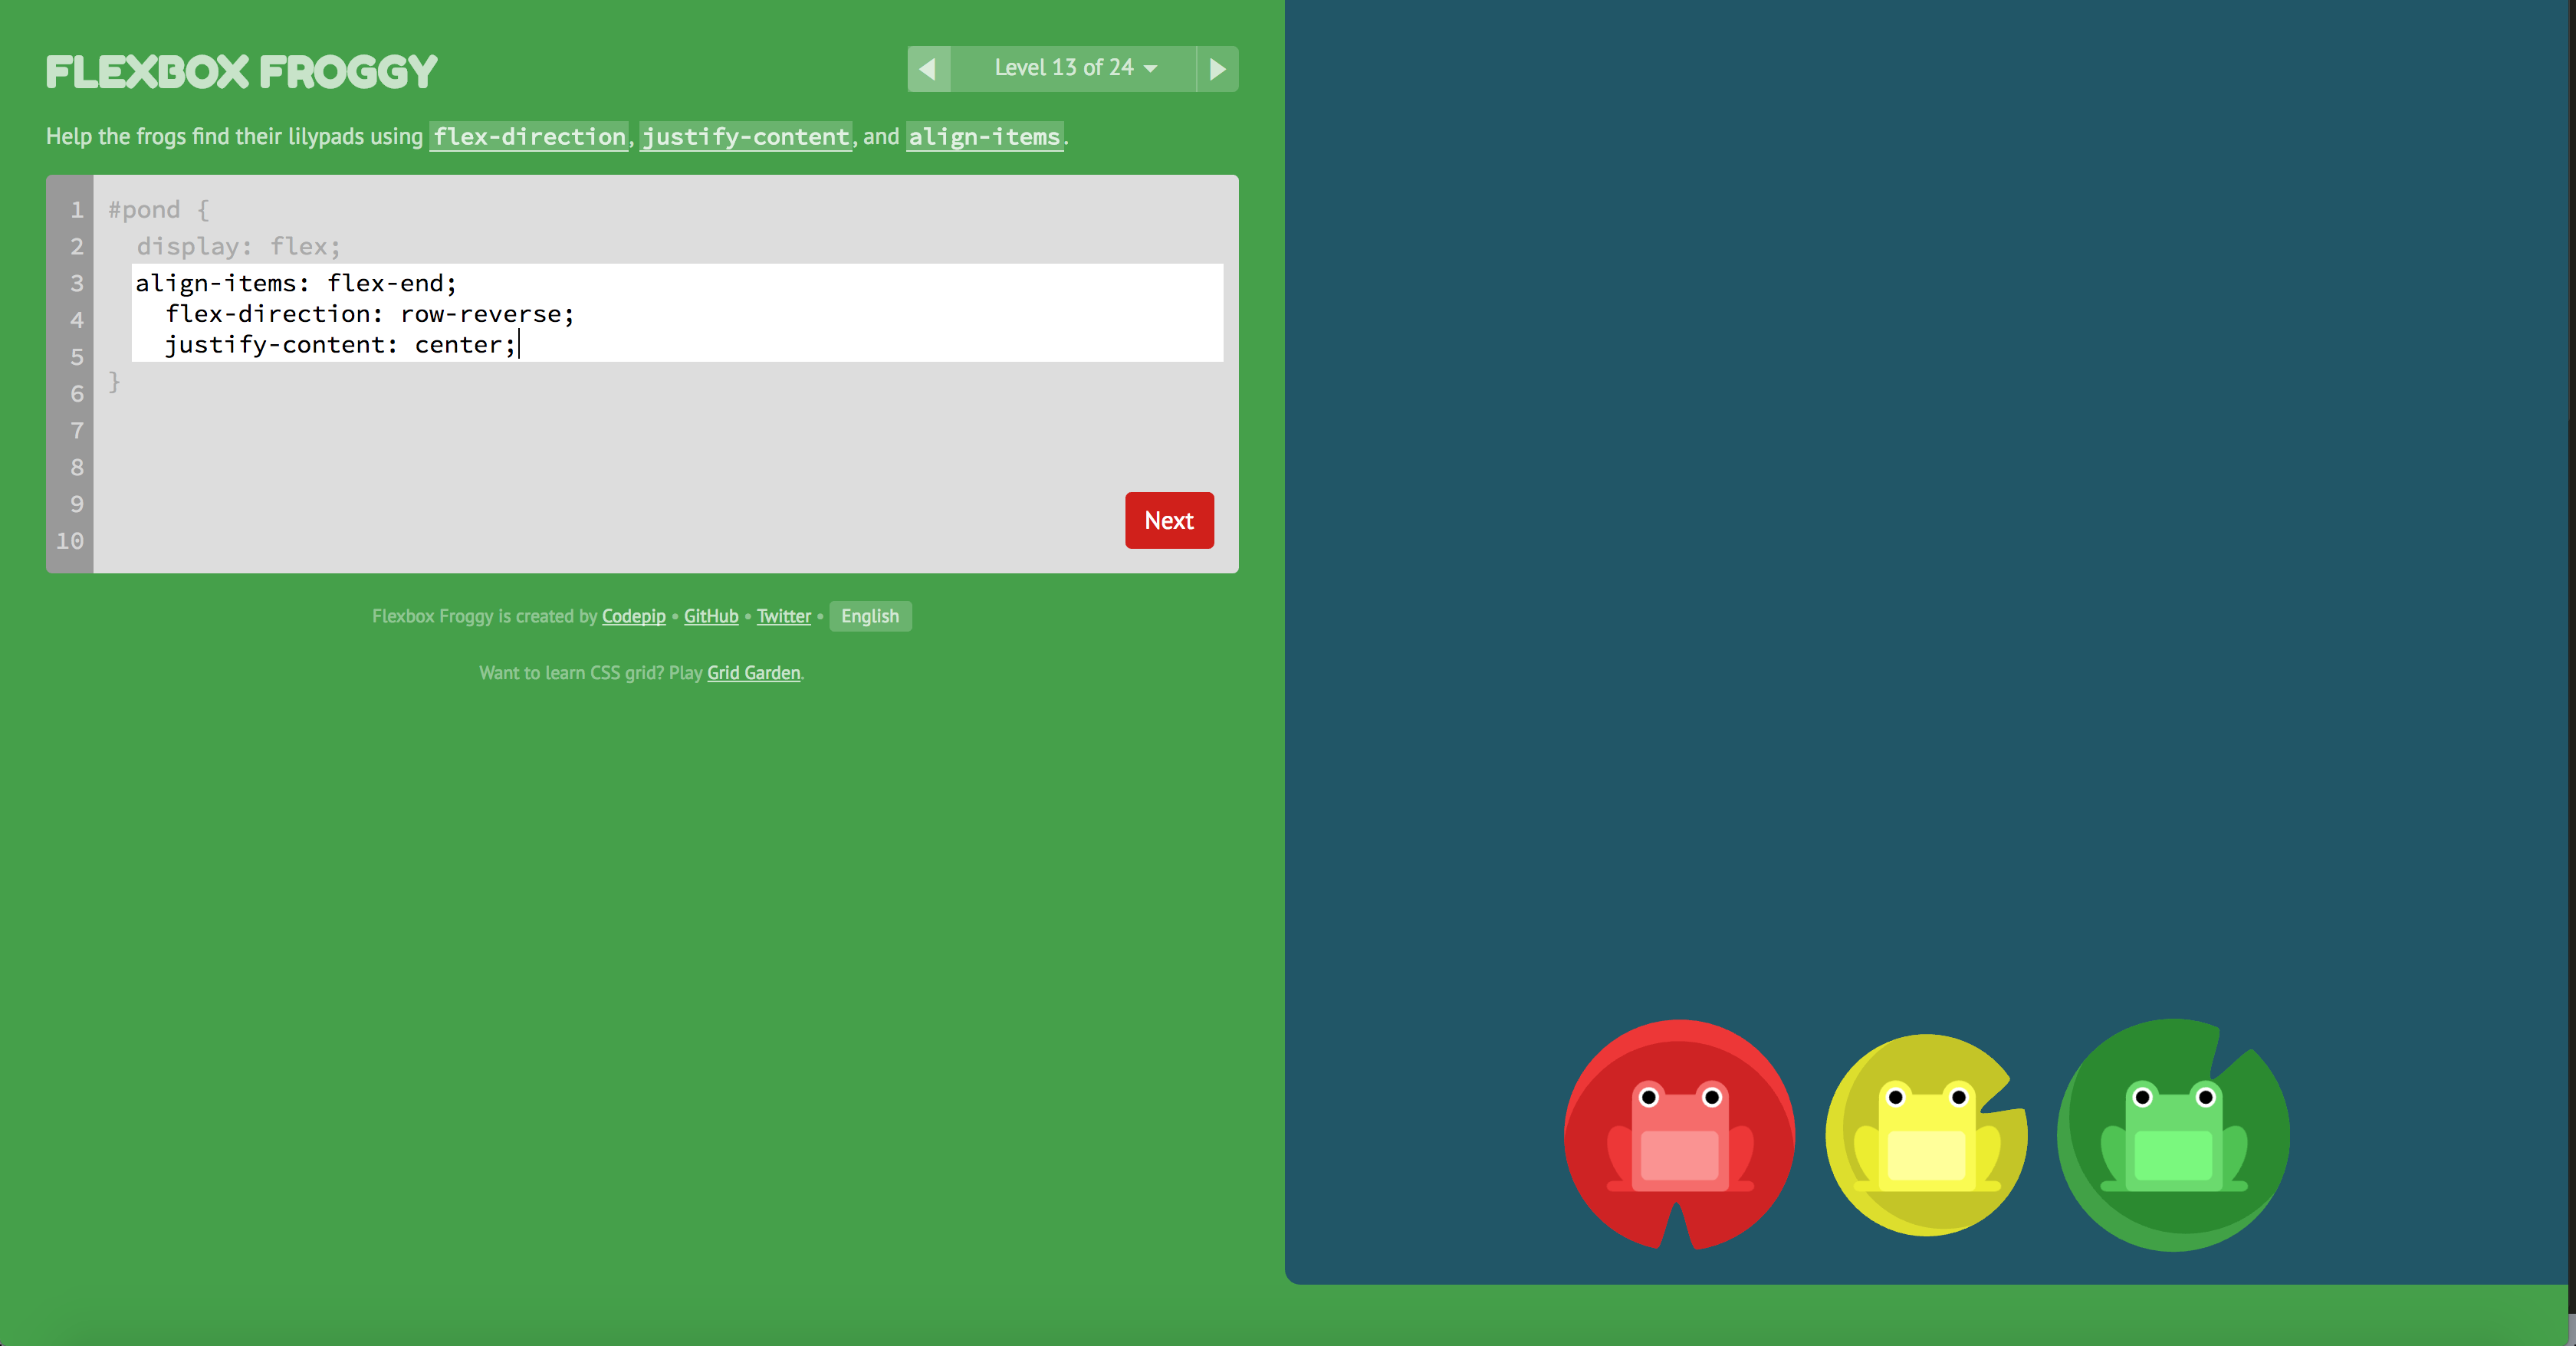 FLEXBOX FROGGY
Level 13 of 24
Help the frogs find their lilypads using flex-direction, justify-content, and align-items.
1 #pond {
2 display: flex;
3 align-items: flex-end;
4 flex-direction: row-reverse;
5 justify-content: center;
6 }
7
8
9
10
Next
Flexbox Froggy is created by Codepip • GitHub • Twitter • English
Want to learn CSS grid? Play Grid Garden.